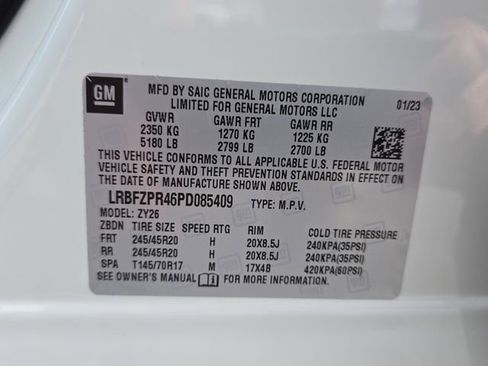 GM
MFD BY SAIC GENERAL MOTORS CORPORATION
LIMITED FOR GENERAL MOTORS LLC
01/23
GVWR GAWR FRT GAWR RR
2350 KG 1270 KG 1225 KG
5180 LB 2799 LB 2700 LB
THIS VEHICLE CONFORMS TO ALL APPLICABLE U.S. FEDERAL MOTOR
VEHICLE SAFETY AND THEFT PREVENTION STANDARDS IN EFFECT ON
THE DATE OF MANUFACTURE SHOWN ABOVE.
LRBFZPR46PD085409 TYPE: M.P.V.
MODEL: ZY26
ZBDN TIRE SIZE SPEED RTG RIM COLD TIRE PRESSURE
FRT 245/45R20 H 20X8.5J 240KPA(35PSI)
RR 245/45R20 H 20X8.5J 240KPA(35PSI)
SPA T145/70R17 M 17X4B 420KPA(60PSI)
SEE OWNER'S MANUAL i FOR MORE INFORMATION.